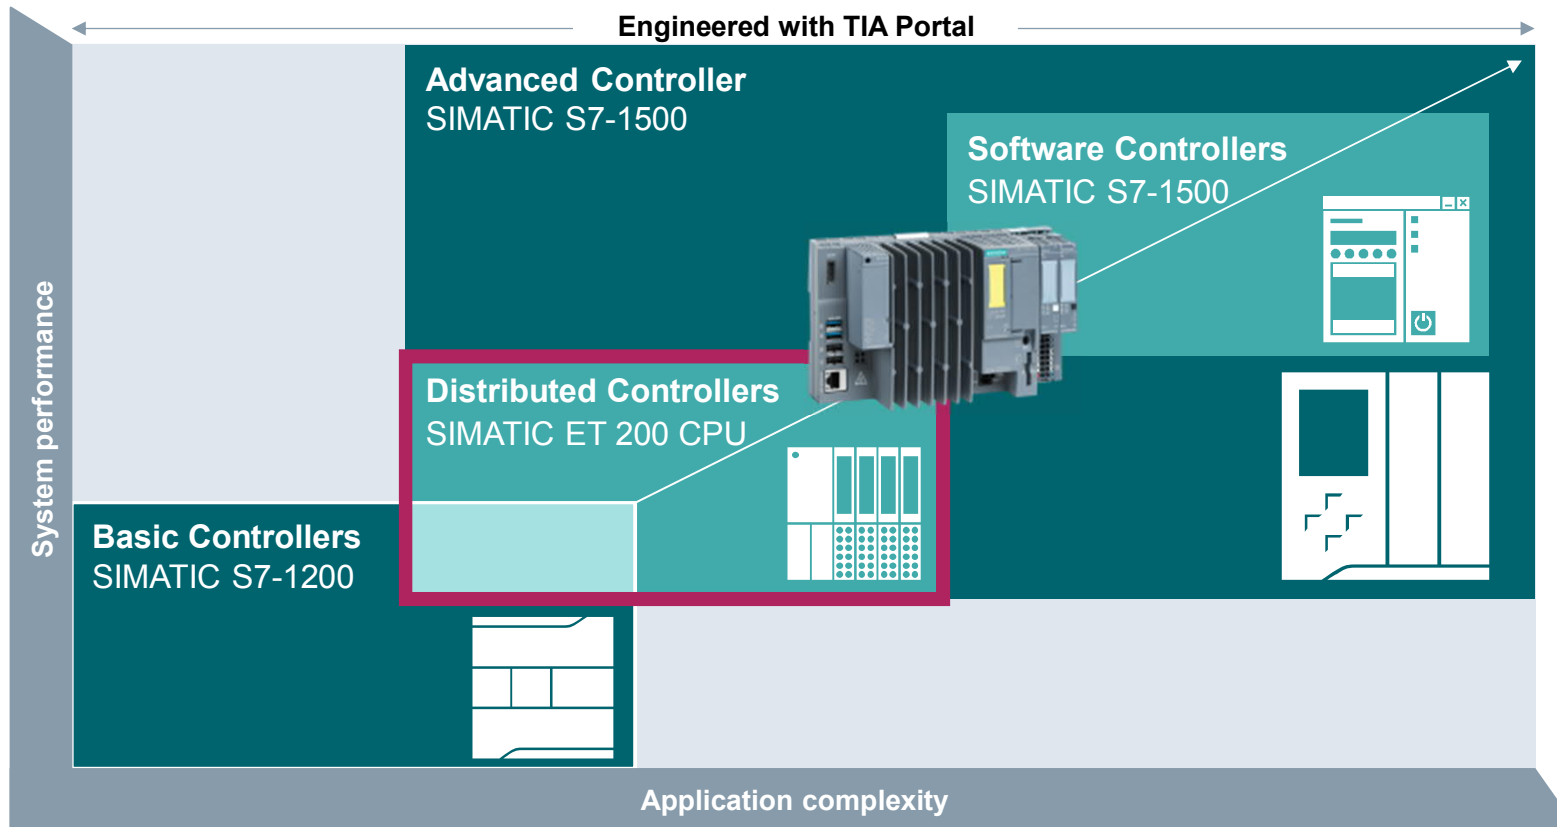 Engineered with TIA Portal
Advanced Controller
SIMATIC S7-1500
Software Controllers
SIMATIC S7-1500
Distributed Controllers
SIMATIC ET 200 CPU
Basic Controllers
SIMATIC S7-1200
System performance
Application complexity